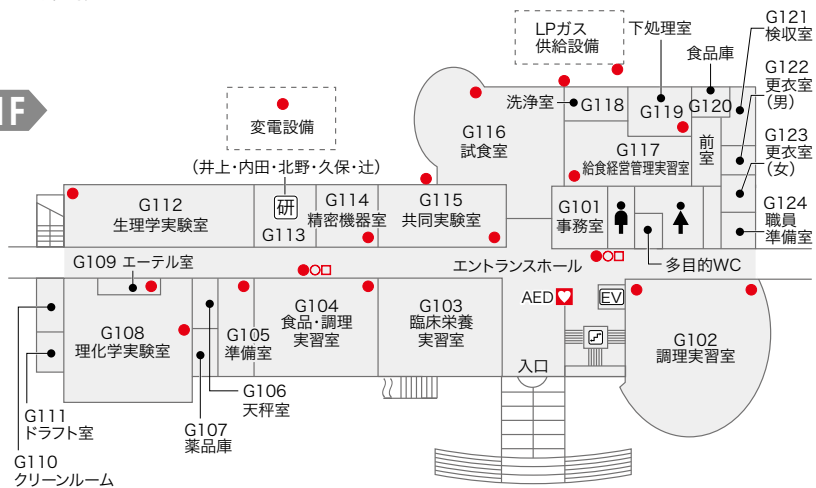 1F
LPガス
供給設備
下処理室
食品庫
G121
検収室
G122
更衣室
(男)
G123
更衣室
(女)
G124
職員
準備室
変電設備
洗浄室
G118
G119
G120
G116
試食室
G117
給食経営管理実習室
前室
(井上・内田・北野・久保・辻)
G112
生理学実験室
研
G113
G114
精密機器室
G115
共同実験室
G101
事務室
多目的WC
エントランスホール
G109 エーテル室
AED
EV
G108
理化学実験室
G105
準備室
G104
食品・調理
実習室
G103
臨床栄養
実習室
G102
調理実習室
入口
G106
天秤室
G107
薬品庫
G111
ドラフト室
G110
クリーンルーム